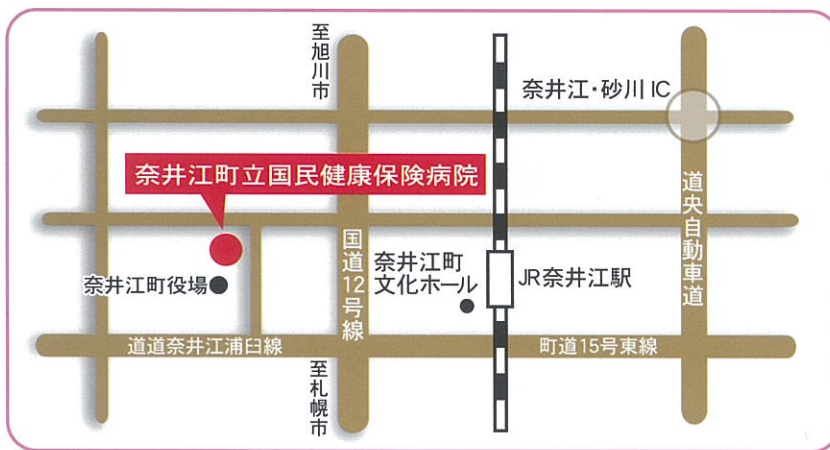 至旭川市
奈井江・砂川IC
奈井江町立国民健康保険病院
道央自動車道
国道12号線
奈井江町
文化ホール
JR奈井江駅
奈井江町役場
道道奈井江浦臼線
町道15号東線
至札幌市